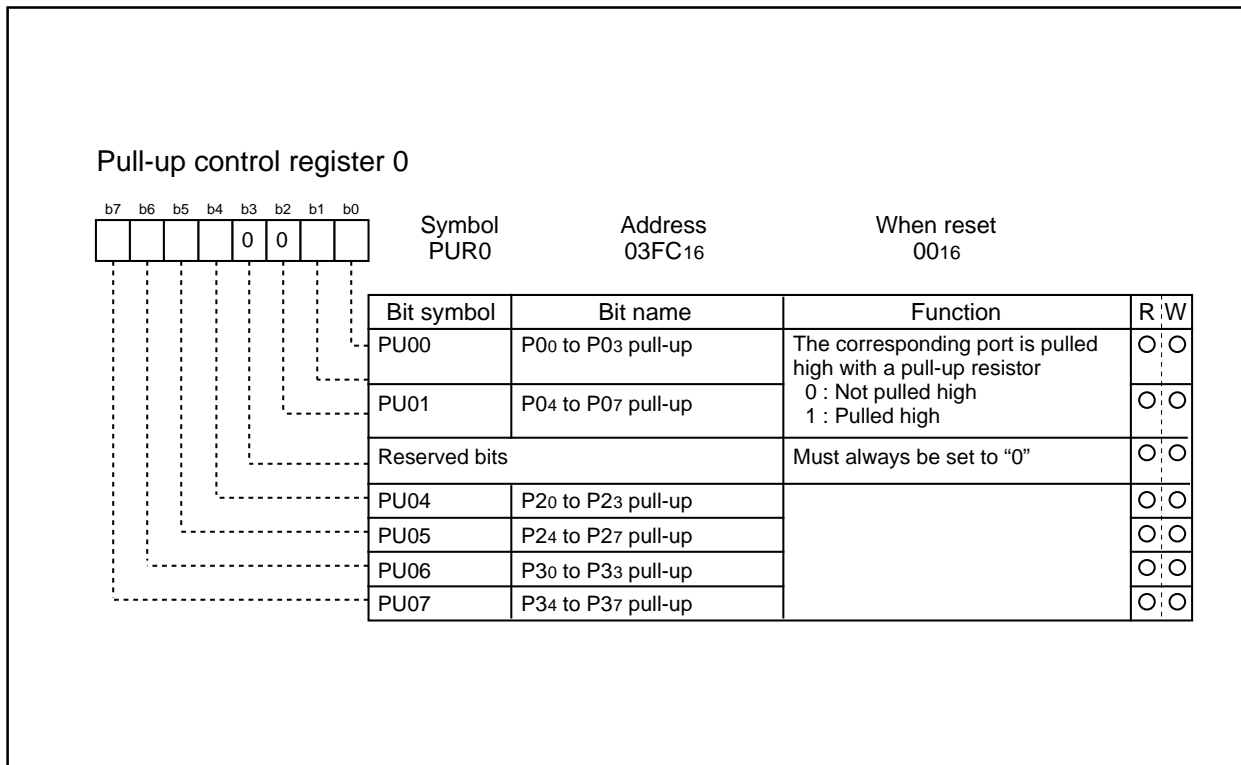 Pull-up control register 0
b7 b6 b5 b4 b3 b2 b1 b0
0 0
Symbol Address When reset
PUR0 03FC16 0016
Bit symbol Bit name Function R W
PU00 P00 to P03 pull-up The corresponding port is pulled
high with a pull-up resistor
0 : Not pulled high
PU01 P04 to P07 pull-up
1 : Pulled high
Reserved bits Must always be set to “0”
PU04 P20 to P23 pull-up
PU05 P24 to P27 pull-up
PU06 P30 to P33 pull-up
PU07 P34 to P37 pull-up